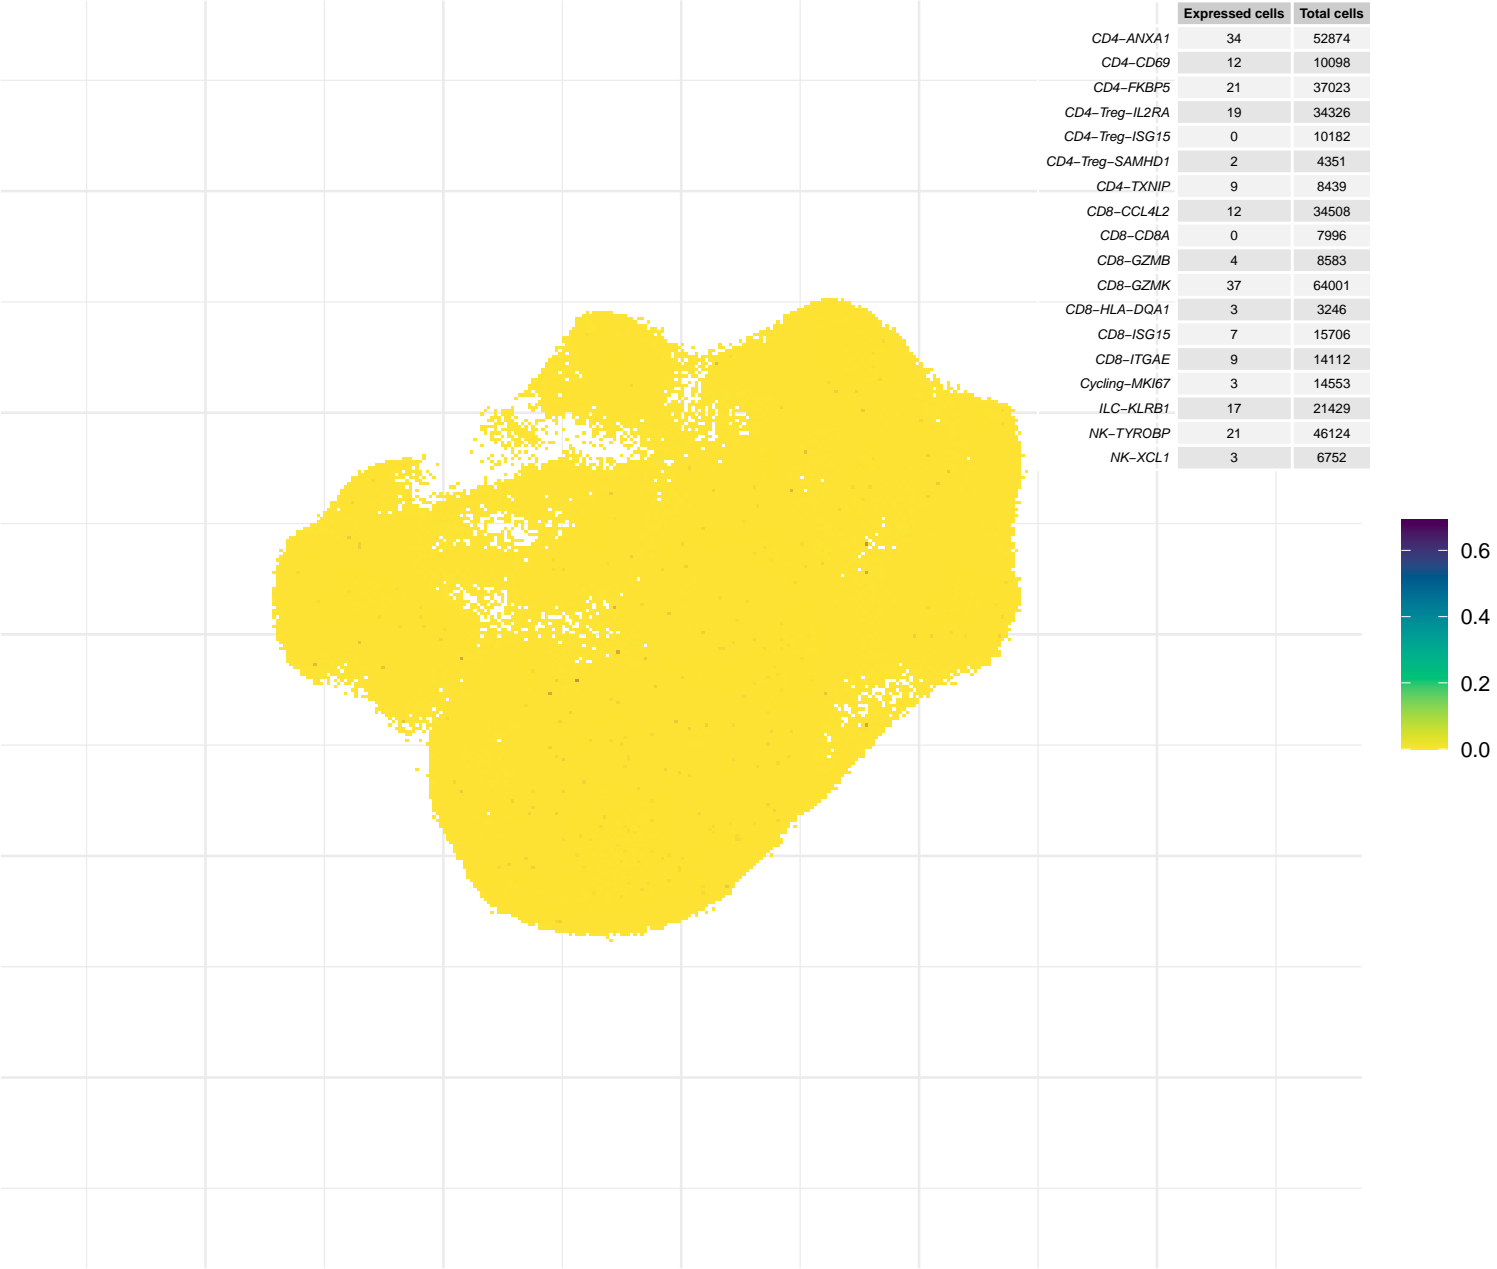 Expressed cells Total cells
CD4−ANXA1 34 52874
CD4−CD69 12 10098
CD4−FKBP5 21 37023
CD4−Treg−IL2RA 19 34326
CD4−Treg−ISG15 0 10182
CD4−Treg−SAMHD1 2 4351
CD4−TXNIP 9 8439
CD8−CCL4L2 12 34508
CD8−CD8A 0 7996
CD8−GZMB 4 8583
CD8−GZMK 37 64001
CD8−HLA−DQA1 3 3246
CD8−ISG15 7 15706
CD8−ITGAE 9 14112
Cycling−MKI67 3 14553
ILC−KLRB1 17 21429
NK−TYROBP 21 46124
NK−XCL1 3 6752
0.6
0.4
0.2
0.0